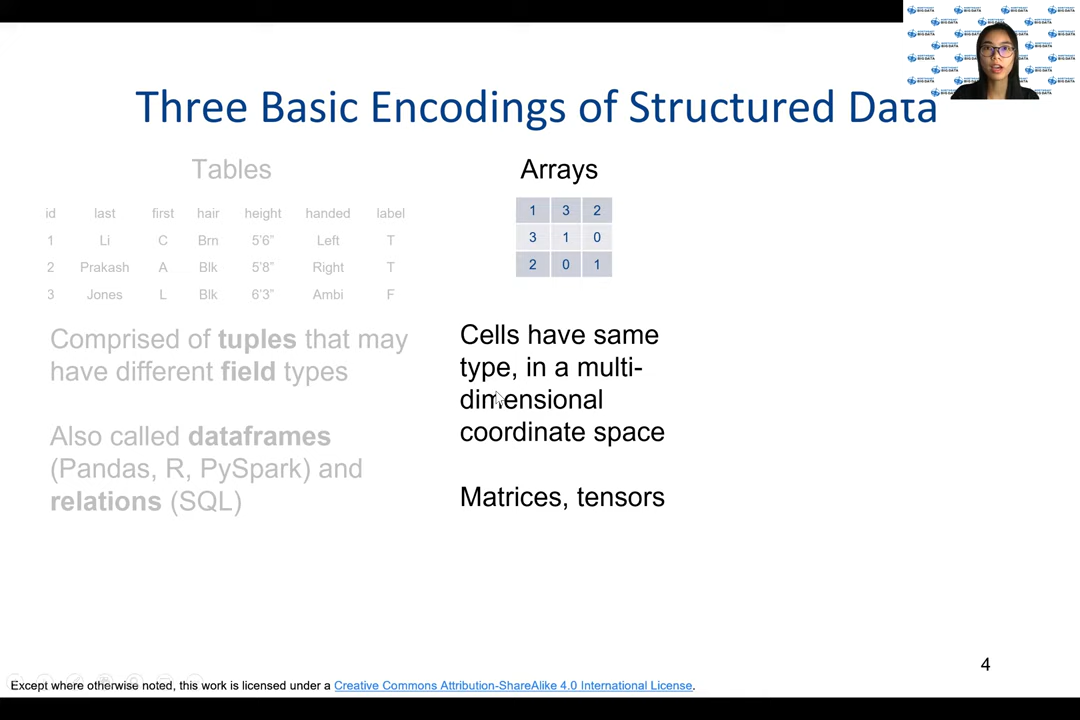 Three Basic Encodings of Structured Data
Tables
id last first hair height handed label
1 Li C Brn 5'6” Left T
2 Prakash A Blk 5'8” Right T
3 Jones L Blk 6'3” Ambi F
Comprised of tuples that may
have different field types
Also called dataframes
(Pandas, R, PySpark) and
relations (SQL)
Arrays
1 3 2
3 1 0
2 0 1
Cells have same
type, in a multi-
dimensional
coordinate space
Matrices, tensors
4
Except where otherwise noted, this work is licensed under a Creative Commons Attribution-ShareAlike 4.0 International License.